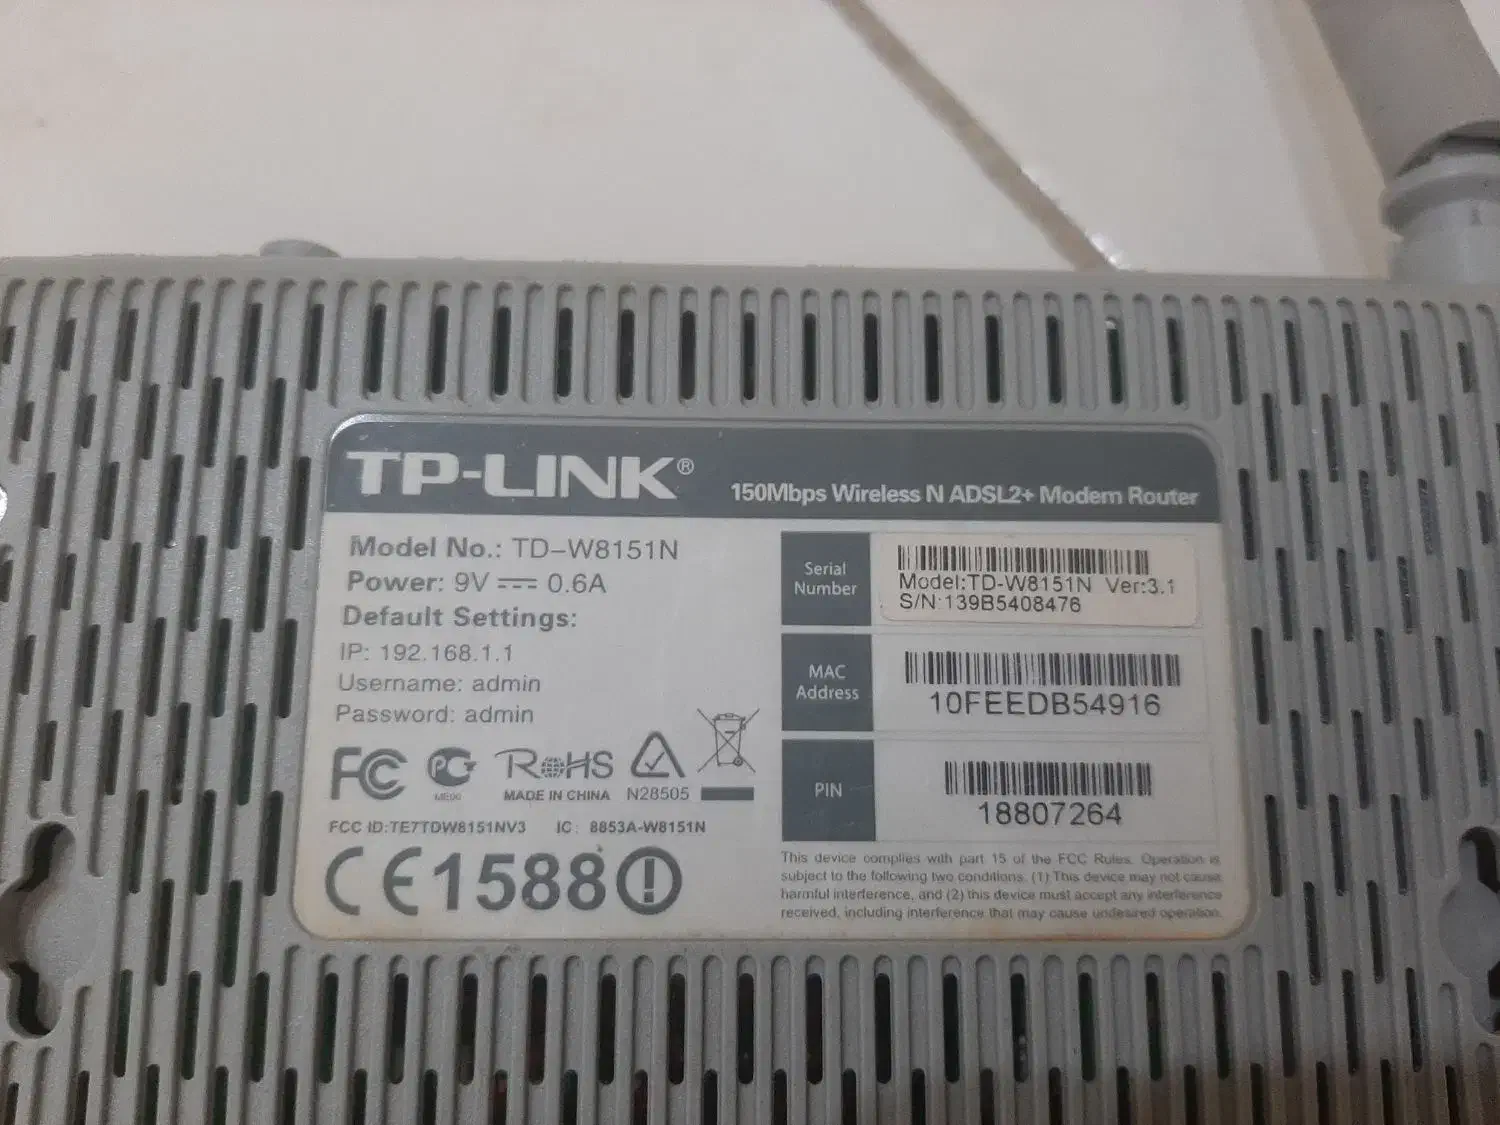 TP-LINK®
150Mbps Wireless N ADSL2+ Modem Router
Model No.: TD-W8151N
Power: 9V 0.6A
Default Settings:
IP: 192.168.1.1
Username: admin
Password: admin
FC
RoHS
MADE IN CHINA
N28505
FCC ID:TE7TDW8151NV3 IC: 8853A-W8151N
CE1588
Serial
Number
Model:TD-W8151N Ver:3.1
S/N:139B5408476
MAC
Address
10FEEDB54916
PIN
18807264
This device complies with part 15 of the FCC Rules. Operation is
subject to the following two conditions. (1) This device may not cause
harmful interference, and (2) this device must accept any interference
received, including interference that may cause undesired operation.